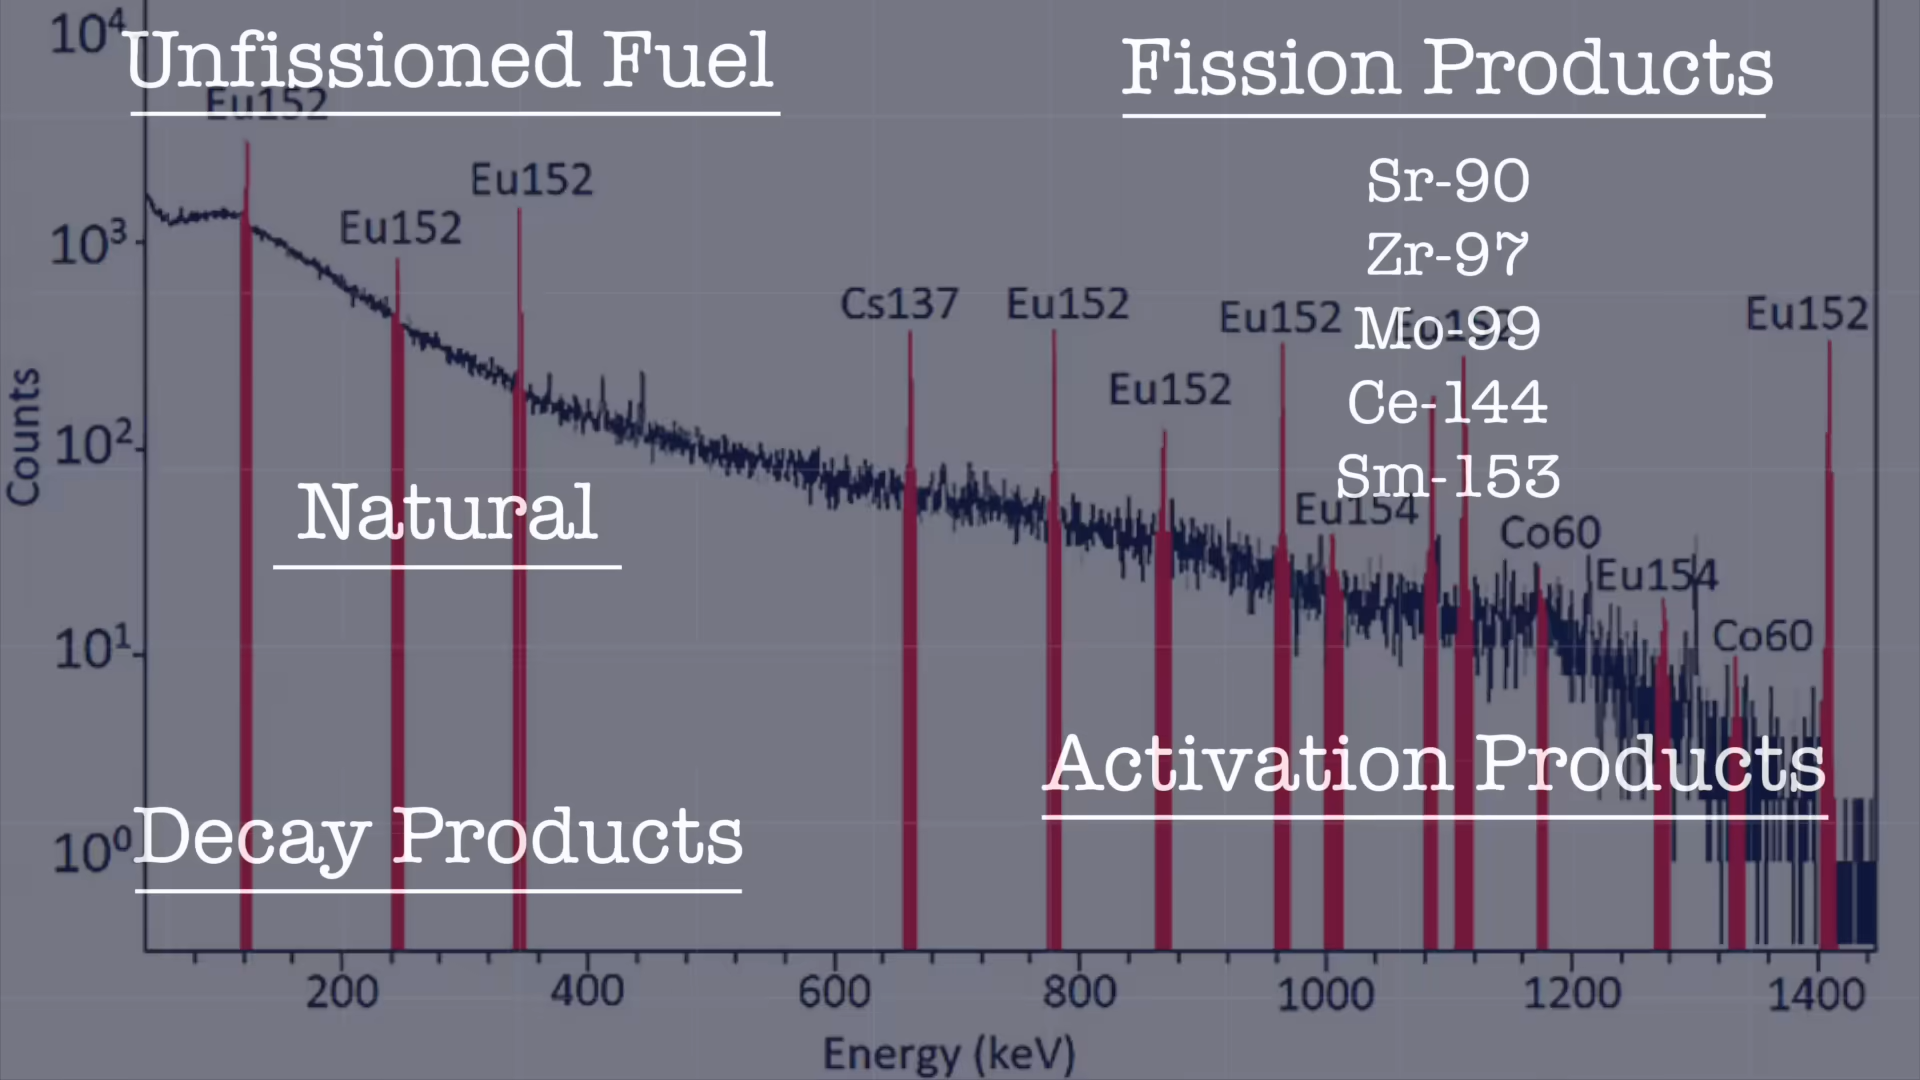 Unfissioned Fuel
Fission Products
Sr-90
Zr-97
Mo-99
Ce-144
Sm-153
Natural
Activation Products
Decay Products
10⁴
10³
10²
10¹
10⁰
Counts
Eu152
Eu152
Eu152
Cs137
Eu152
Eu152
Eu152
Eu152
Eu154
Co60
Eu154
Co60
Eu152
200
400
600
800
1000
1200
1400
Energy (keV)